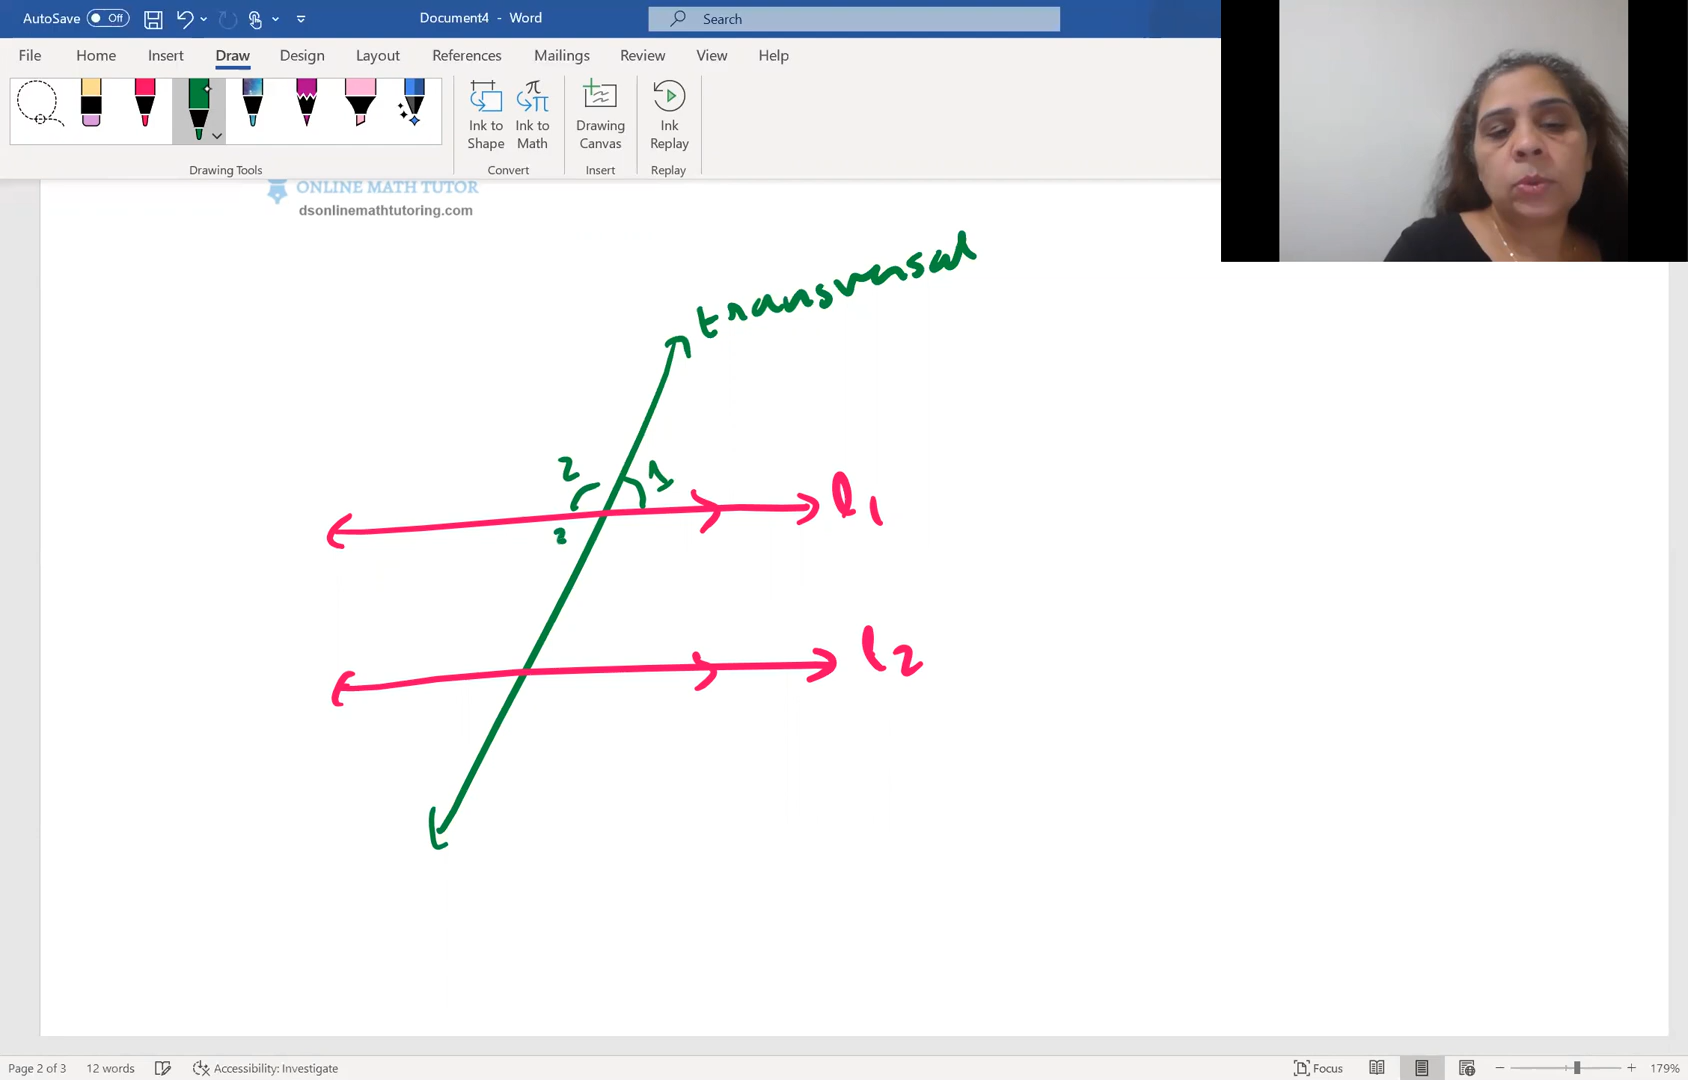 AutoSave Off Document4 - Word Search
File Home Insert Draw Design Layout References Mailings Review View Help
Ink to Shape
Ink to Math
Drawing Canvas
Ink Replay
Drawing Tools Convert Insert Replay
ONLINE MATH TUTOR
dsonlinemathtutoring.com
transversal
2 1
l1
l2
Page 2 of 3 12 words Accessibility: Investigate Focus 179%